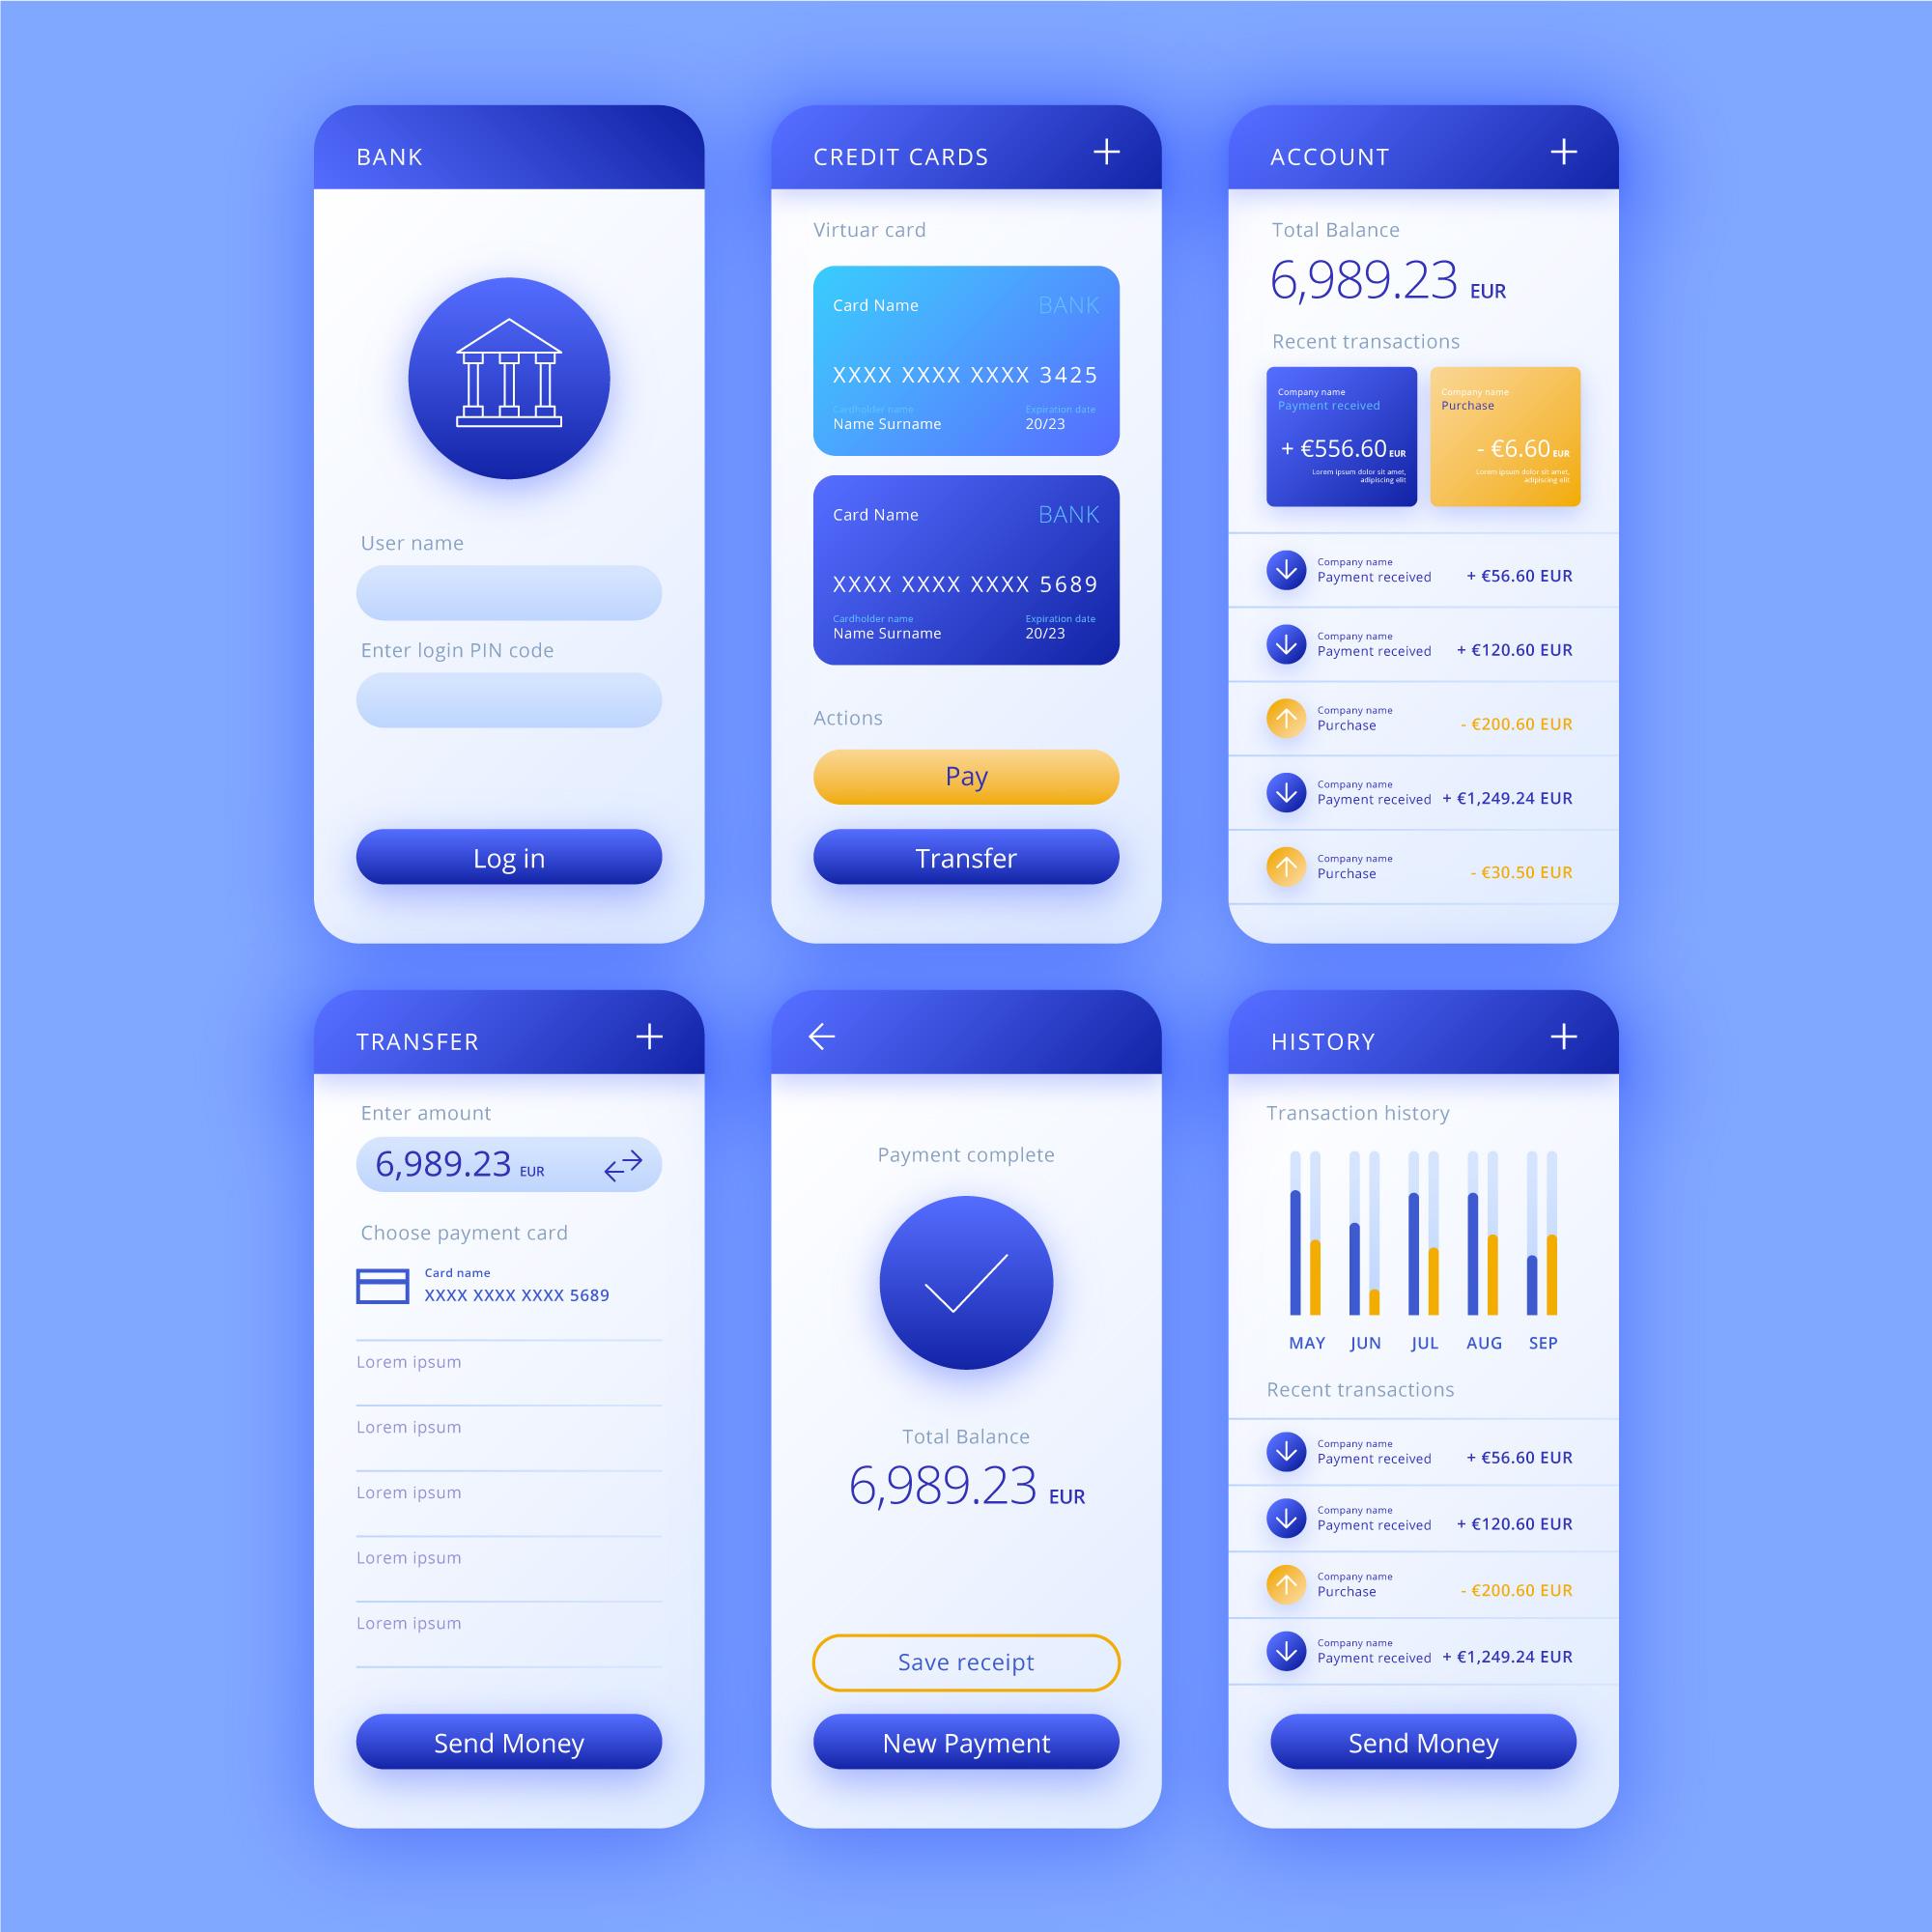 BANK
User name
Enter login PIN code
Log in
CREDIT CARDS
Virtuar card
Card Name
BANK
XXXX XXXX XXXX 3425
Cardholder name
Expiration date
Name Surname
20/23
Card Name
BANK
XXXX XXXX XXXX 5689
Cardholder name
Expiration date
Name Surname
20/23
Actions
Pay
Transfer
ACCOUNT
Total Balance
6,989.23 EUR
Recent transactions
Company name
Payment received
+ €556.60 EUR
Lorem ipsum dolor sit amet,
adipiscing elit
Company name
Purchase
- €6.60 EUR
Lorem ipsum dolor sit amet,
adipiscing elit
Company name
Payment received + €56.60 EUR
Company name
Payment received + €120.60 EUR
Company name
Purchase - €200.60 EUR
Company name
Payment received + €1,249.24 EUR
Company name
Purchase - €30.50 EUR
TRANSFER
Enter amount
6,989.23 EUR
Choose payment card
Card name
XXXX XXXX XXXX 5689
Lorem ipsum
Lorem ipsum
Lorem ipsum
Lorem ipsum
Lorem ipsum
Send Money
Payment complete
Total Balance
6,989.23 EUR
Save receipt
New Payment
HISTORY
Transaction history
MAY JUN JUL AUG SEP
Recent transactions
Company name
Payment received + €56.60 EUR
Company name
Payment received + €120.60 EUR
Company name
Purchase - €200.60 EUR
Company name
Payment received + €1,249.24 EUR
Send Money